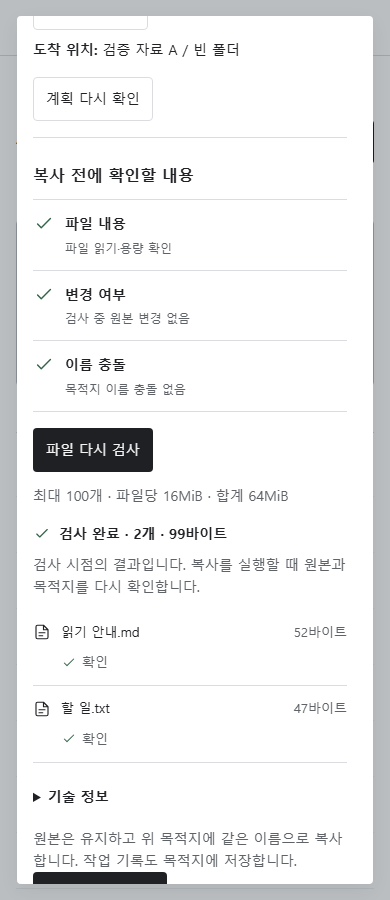 도착 위치: 검증 자료 A / 빈 폴더
계획 다시 확인
복사 전에 확인할 내용
파일 내용
파일 읽기·용량 확인
변경 여부
검사 중 원본 변경 없음
이름 충돌
목적지 이름 충돌 없음
파일 다시 검사
최대 100개 · 파일당 16MiB · 합계 64MiB
검사 완료 · 2개 · 99바이트
검사 시점의 결과입니다. 복사를 실행할 때 원본과
목적지를 다시 확인합니다.
읽기 안내.md 52바이트
확인
할 일.txt 47바이트
확인
기술 정보
원본은 유지하고 위 목적지에 같은 이름으로 복사
합니다. 작업 기록도 목적지에 저장합니다.